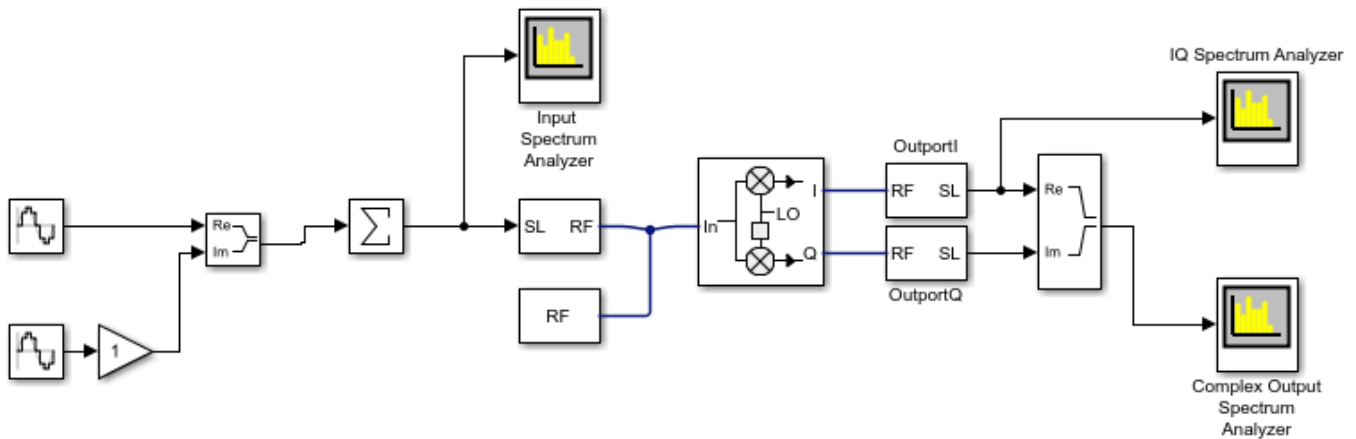 IQ Spectrum Analyzer
Input
Spectrum
Analyzer
OutportI
Re
Im
SL RF
In
I
LO
Q
RF SL
Re
Im
RF SL
OutportQ
RF
1
Complex Output
Spectrum
Analyzer